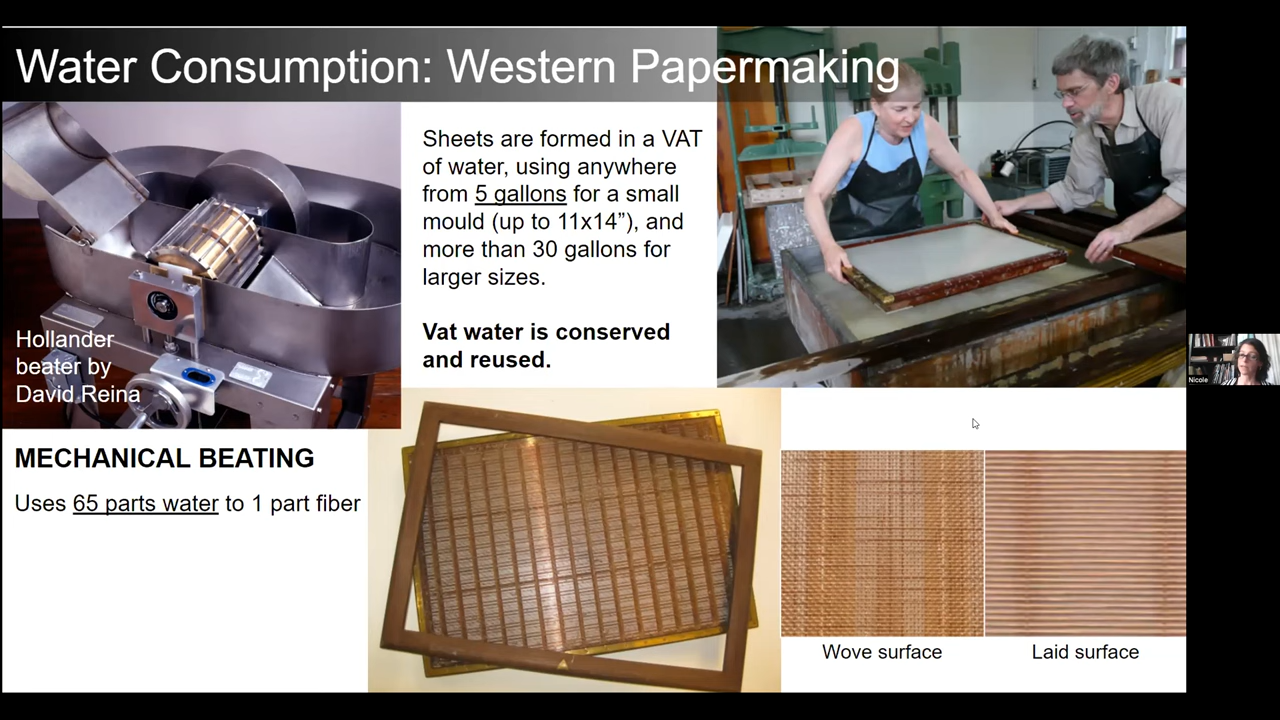 Water Consumption: Western Papermaking
Sheets are formed in a VAT
of water, using anywhere
from 5 gallons for a small
mould (up to 11x14”), and
more than 30 gallons for
larger sizes.
Vat water is conserved
and reused.
Hollander
beater by
David Reina
MECHANICAL BEATING
Uses 65 parts water to 1 part fiber
Wove surface
Laid surface
Nicole